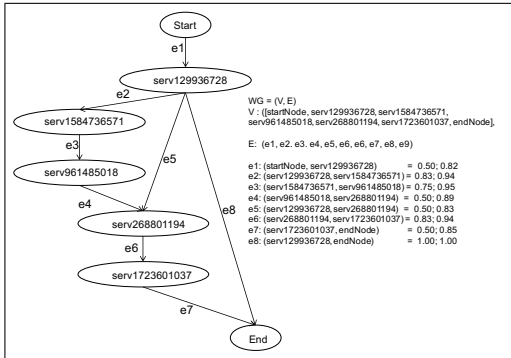 Start
e1
serv129936728
e2
serv1584736571
e3
serv961485018
e5
e4
e8
serv268801194
e6
serv1723601037
e7
End
WG = (V, E)
V : ([startNode, serv129936728, serv1584736571,
serv961485018, serv268801194, serv1723601037, endNode],
E: (e1, e2. e3. e4, e5, e6, e6, e7, e8, e9)
e1: (startNode, serv129936728) = 0.50; 0.82
e2: (serv129936728, serv1584736571) = 0.83; 0.94
e3: (serv1584736571, serv961485018) = 0.75; 0.95
e4: (serv961485018, serv268801194) = 0.50; 0.89
e5: (serv129936728, serv268801194) = 0.50; 0.83
e6: (serv268801194, serv1723601037) = 0.83; 0.94
e7: (serv1723601037, endNode) = 0.50; 0.85
e8: (serv129936728, endNode) = 1.00; 1.00